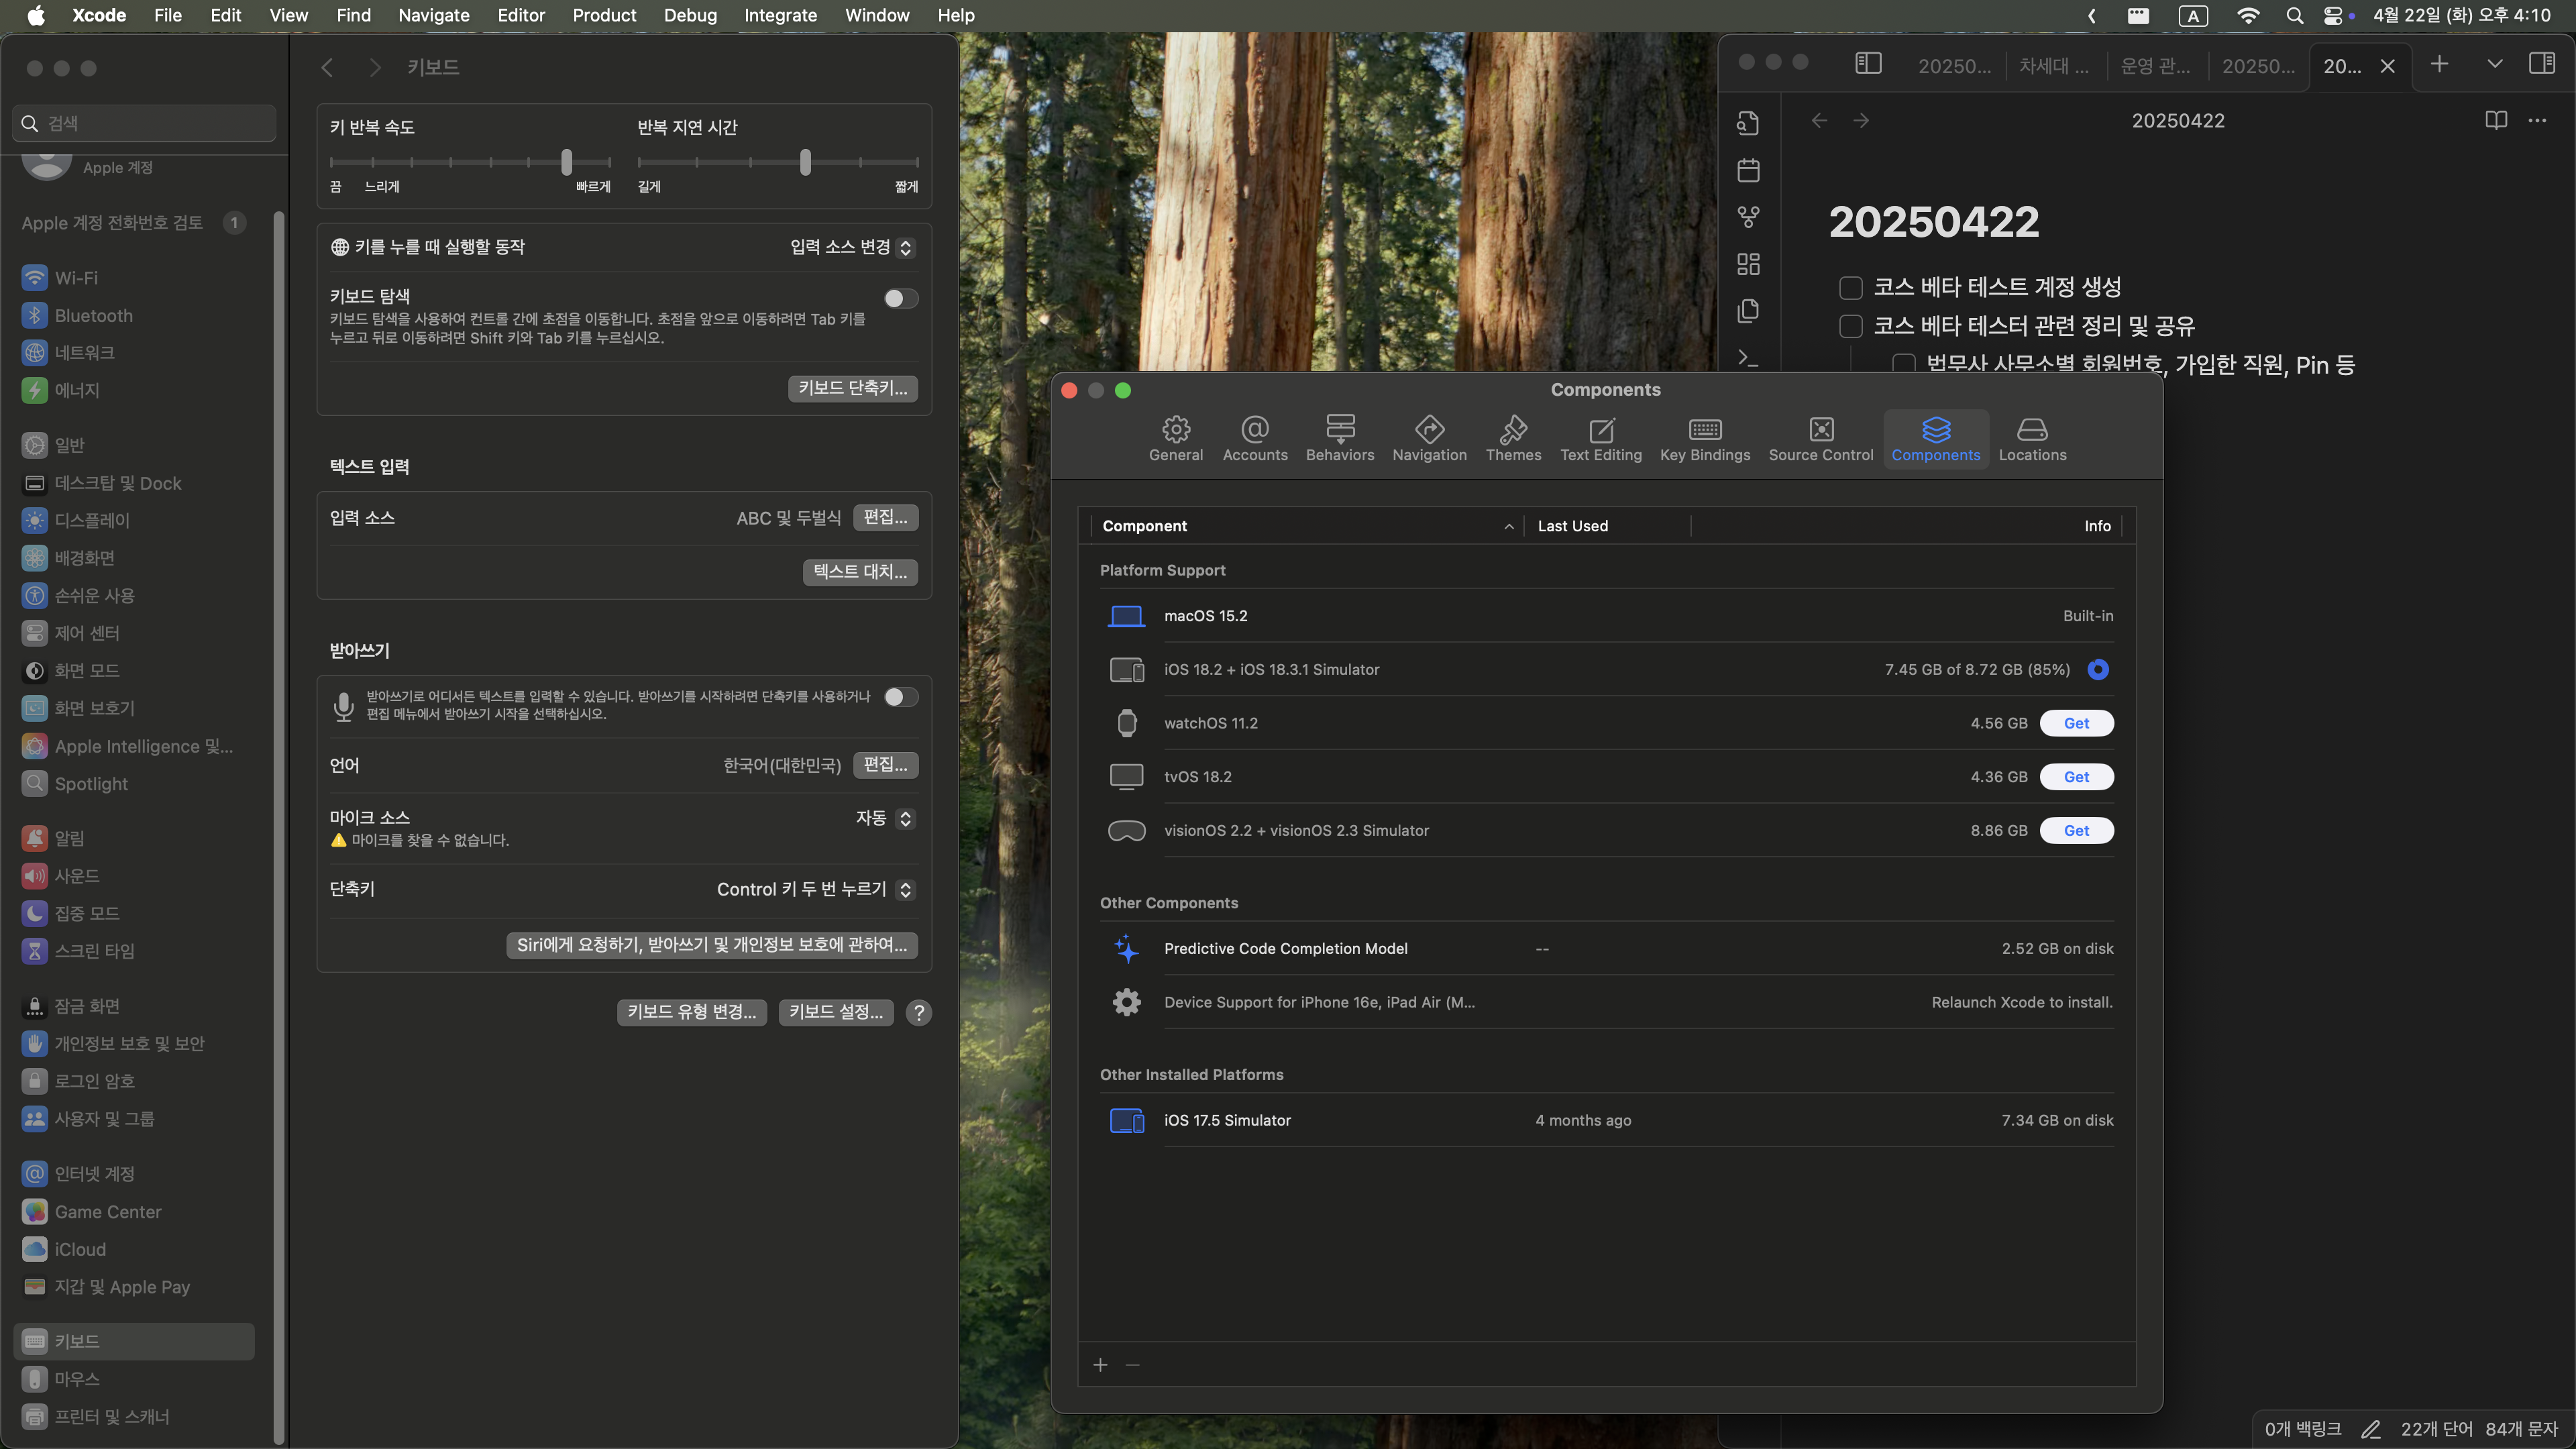 Xcode File Edit View Find Navigate Editor Product Debug Integrate Window Help
A 4월 22일 (화) 오후 4:10
검색
Apple 계정
Apple 계정 전화번호 검토 1
Wi-Fi
Bluetooth
네트워크
에너지
일반
데스크탑 및 Dock
디스플레이
배경화면
손쉬운 사용
제어 센터
화면 모드
화면 보호기
Apple Intelligence 및...
Spotlight
알림
사운드
집중 모드
스크린 타임
잠금 화면
개인정보 보호 및 보안
로그인 암호
사용자 및 그룹
인터넷 계정
Game Center
iCloud
지갑 및 Apple Pay
키보드
마우스
프린터 및 스캐너
키보드
키 반복 속도 반복 지연 시간
끔 느리게 빠르게 길게 짧게
키를 누를 때 실행할 동작 입력 소스 변경
키보드 탐색
키보드 탐색을 사용하여 컨트롤 간에 초점을 이동합니다. 초점을 앞으로 이동하려면 Tab 키를
누르고 뒤로 이동하려면 Shift 키와 Tab 키를 누르십시오.
키보드 단축키...
텍스트 입력
입력 소스 ABC 및 두벌식 편집...
텍스트 대치...
받아쓰기
받아쓰기로 어디서든 텍스트를 입력할 수 있습니다. 받아쓰기를 시작하려면 단축키를 사용하거나
편집 메뉴에서 받아쓰기 시작을 선택하십시오.
언어 한국어(대한민국) 편집...
마이크 소스 자동
마이크를 찾을 수 없습니다.
단축키 Control 키 두 번 누르기
Siri에게 요청하기, 받아쓰기 및 개인정보 보호에 관하여...
키보드 유형 변경... 키보드 설정... ?
20250... 차세대 ... 운영 관... 20250... 20...
20250422
20250422
코스 베타 테스트 계정 생성
코스 베타 테스터 관련 정리 및 공유
법무사 사무소별 회원번호, 가입한 직원, Pin 등
Components
General Accounts Behaviors Navigation Themes Text Editing Key Bindings Source Control Components Locations
Component Last Used Info
Platform Support
macOS 15.2 Built-in
iOS 18.2 + iOS 18.3.1 Simulator 7.45 GB of 8.72 GB (85%)
watchOS 11.2 4.56 GB Get
tvOS 18.2 4.36 GB Get
visionOS 2.2 + visionOS 2.3 Simulator 8.86 GB Get
Other Components
Predictive Code Completion Model -- 2.52 GB on disk
Device Support for iPhone 16e, iPad Air (M... Relaunch Xcode to install.
Other Installed Platforms
iOS 17.5 Simulator 4 months ago 7.34 GB on disk
0개 백링크 22개 단어 84개 문자